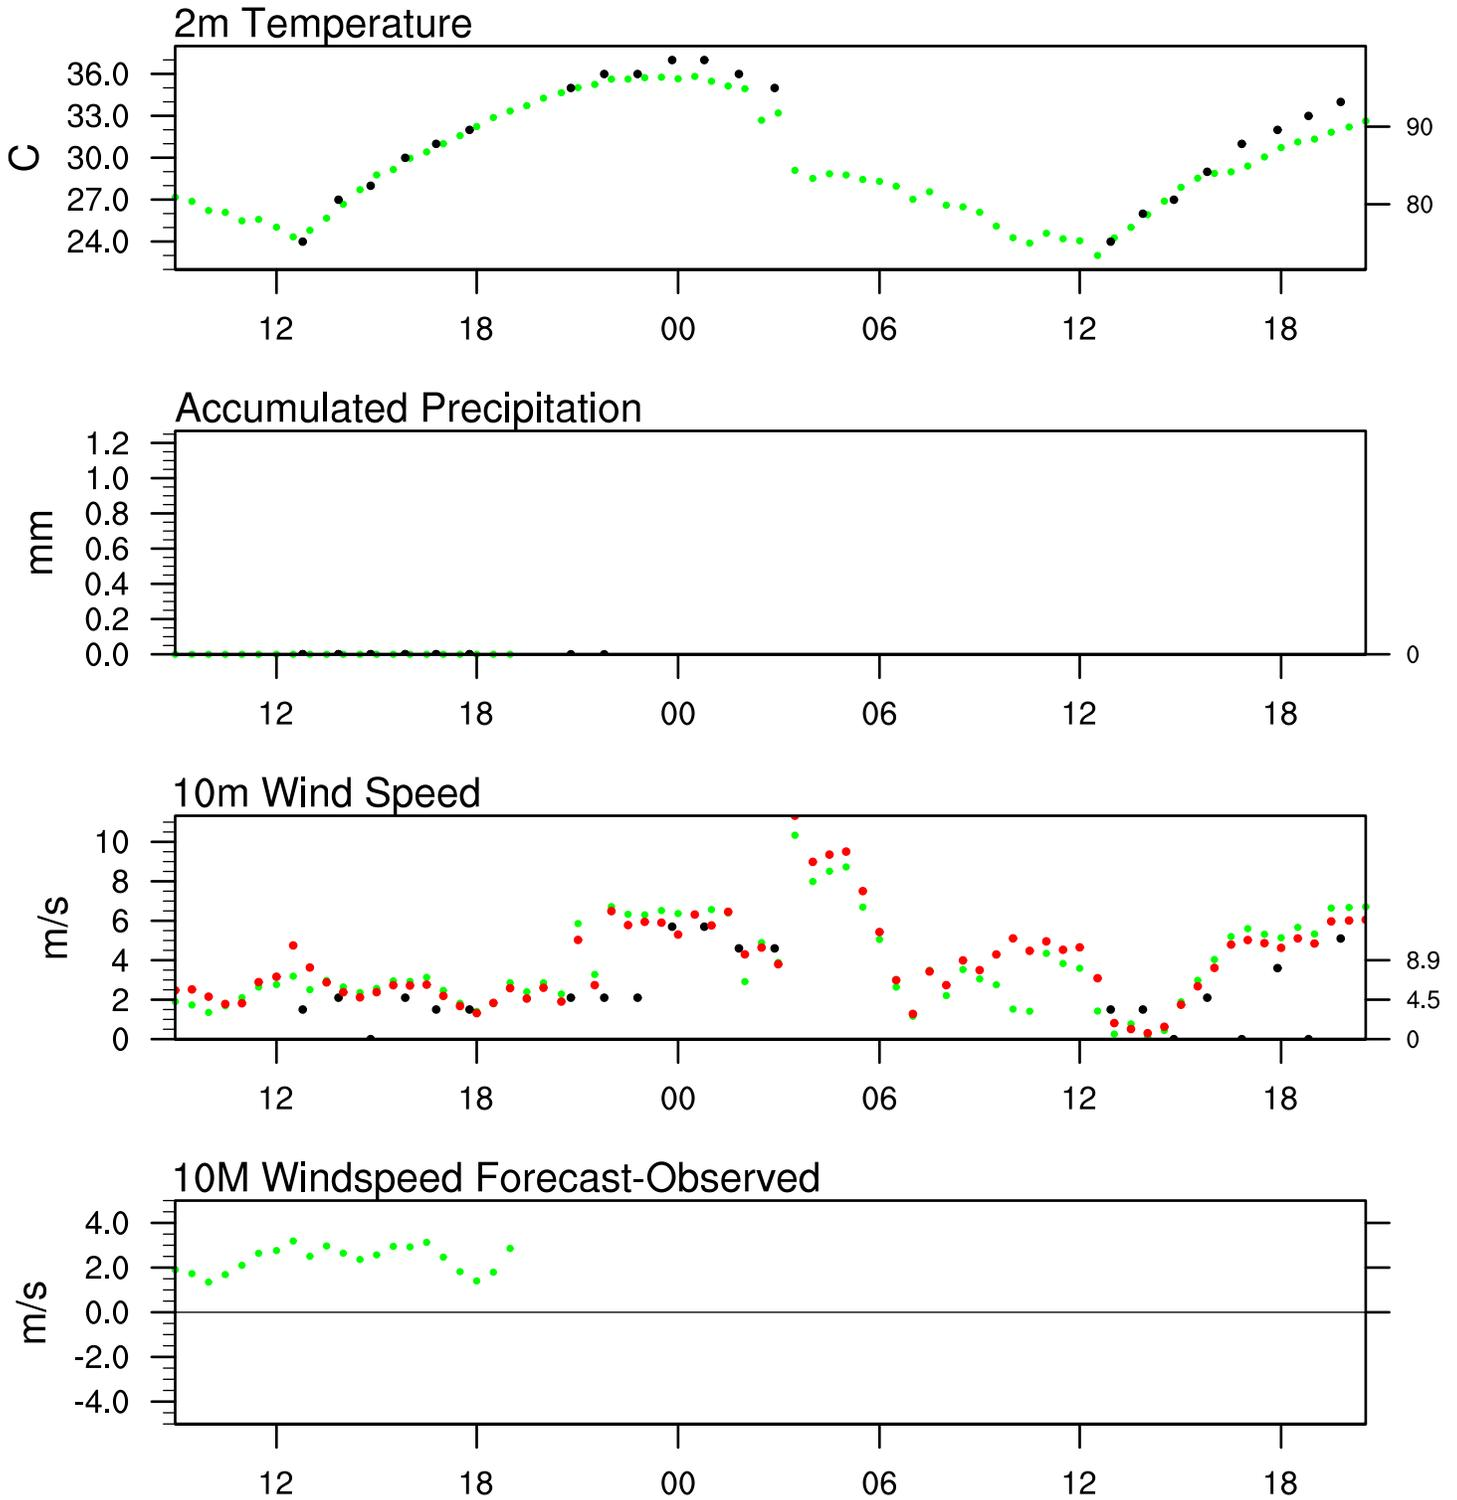 2m Temperature
36.0
33.0
30.0
27.0
24.0
C
90
80
12 18 00 06 12 18
Accumulated Precipitation
1.2
1.0
0.8
0.6
0.4
0.2
0.0
mm
0
12 18 00 06 12 18
10m Wind Speed
10
8
6
4
2
0
m/s
8.9
4.5
0
12 18 00 06 12 18
10M Windspeed Forecast-Observed
4.0
2.0
0.0
-2.0
-4.0
m/s
12 18 00 06 12 18